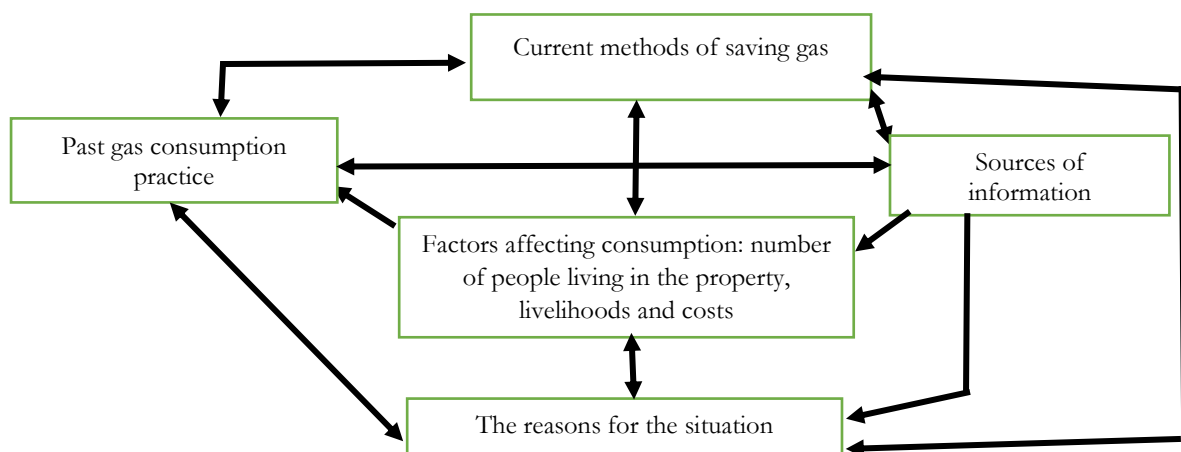 Current methods of saving gas
Past gas consumption
practice
Sources of
information
Factors affecting consumption: number
of people living in the property,
livelihoods and costs
The reasons for the situation